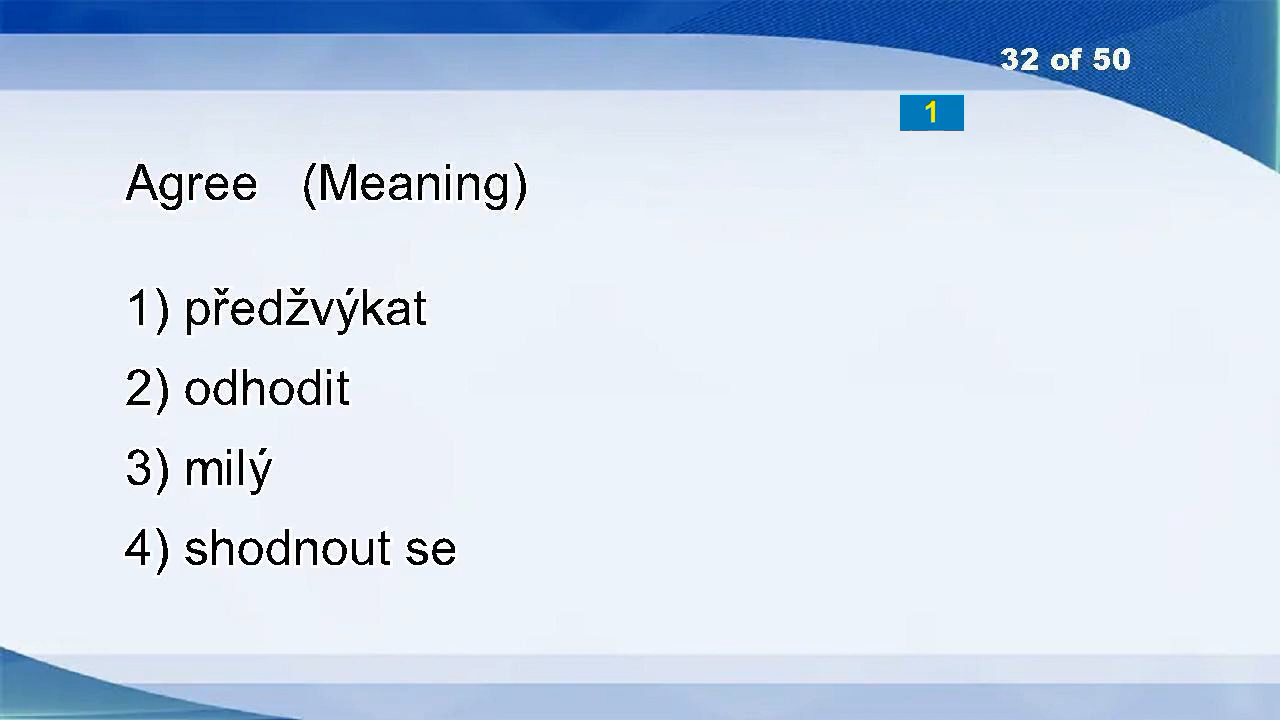 32 of 50
1
Agree (Meaning)
1) předžvýkat
2) odhodit
3) milý
4) shodnout se